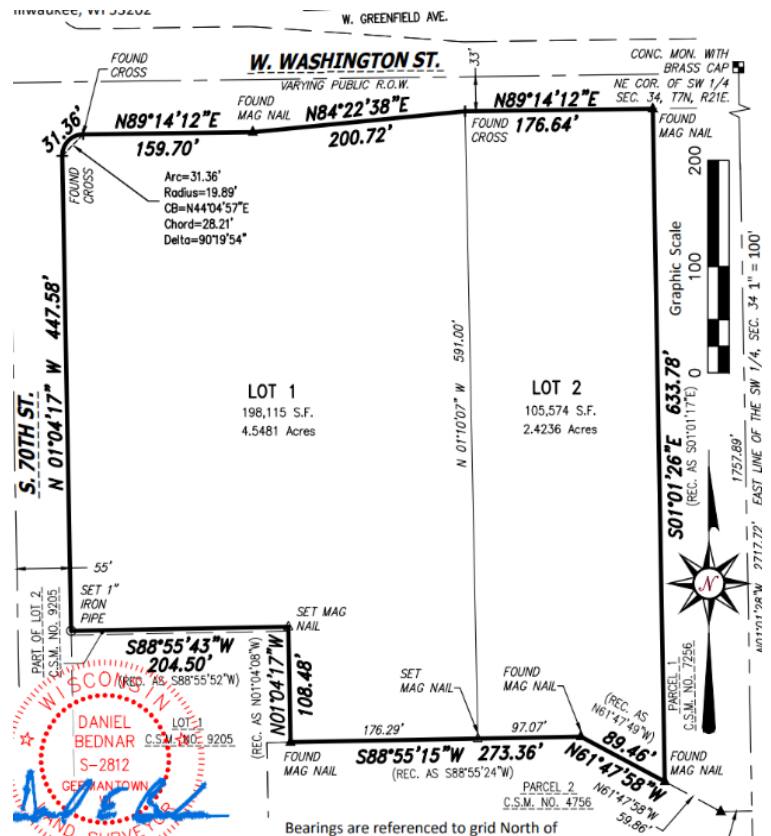 Milwaukee, WI 53202
W. GREENFIELD AVE.
FOUND
CROSS
W. WASHINGTON ST.
VARYING PUBLIC R.O.W.
33'
CONC. MON. WITH
BRASS CAP
NE COR. OF SW 1/4
SEC. 34, T7N, R21E.
31.36'
N89°14'12"E
159.70'
FOUND
MAG NAIL
N84°22'38"E
200.72'
N89°14'12"E
176.64'
FOUND
CROSS
FOUND
MAG NAIL
FOUND
CROSS
Arc=31.36'
Radius=19.89'
CB=N44°04'57"E
Chord=28.21'
Delta=90°19'54"
200
100
0
Graphic Scale
1" = 100'
S. 70TH ST.
N 01°04'17" W 447.58'
N 01°10'07" W 591.00'
LOT 1
198,115 S.F.
4.5481 Acres
LOT 2
105,574 S.F.
2.4236 Acres
S01°01'26"E 633.78'
(REC. AS S01°01'17"E)
1757.89'
N01°01'28"W 2717.72' EAST LINE OF THE SW 1/4, SEC. 34
N
55'
SET 1"
IRON
PIPE
PART OF LOT 2
C.S.M. NO. 9205
S88°55'43"W
204.50'
(REC. AS S88°55'52"W)
SET MAG
NAIL
N01°04'17"W
108.48'
(REC. AS N01°04'08"W)
LOT 1
C.S.M. NO. 9205
SET
MAG NAIL
FOUND
MAG NAIL
176.29'
97.07'
FOUND
MAG NAIL
S88°55'15"W 273.36'
(REC. AS S88°55'24"W)
(REC. AS
N61°47'49"W)
89.46'
N61°47'58"W
PARCEL 1
C.S.M. NO. 7256
FOUND
MAG NAIL
PARCEL 2
C.S.M. NO. 4756
N61°47'58"W
59.86'
WISCONSIN
DANIEL
BEDNAR
S-2812
GERMANTOWN
LAND SURVEYOR
Bearings are referenced to grid North of